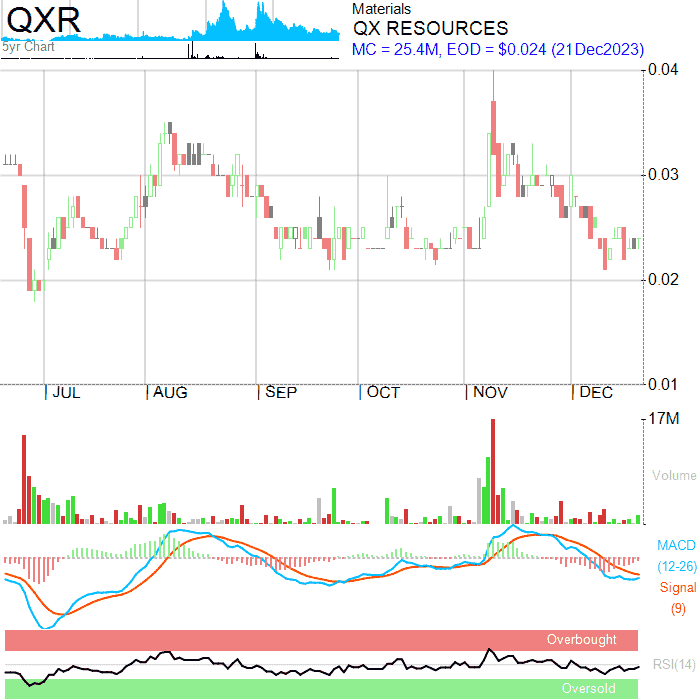 QXR
5yr Chart
Materials
QX RESOURCES
MC = 25.4M, EOD = $0.024 (21Dec2023)
0.04
0.03
0.02
0.01
JUL AUG SEP OCT NOV DEC
17M
Volume
MACD
(12-26)
Signal
(9)
Overbought
RSI(14)
Oversold